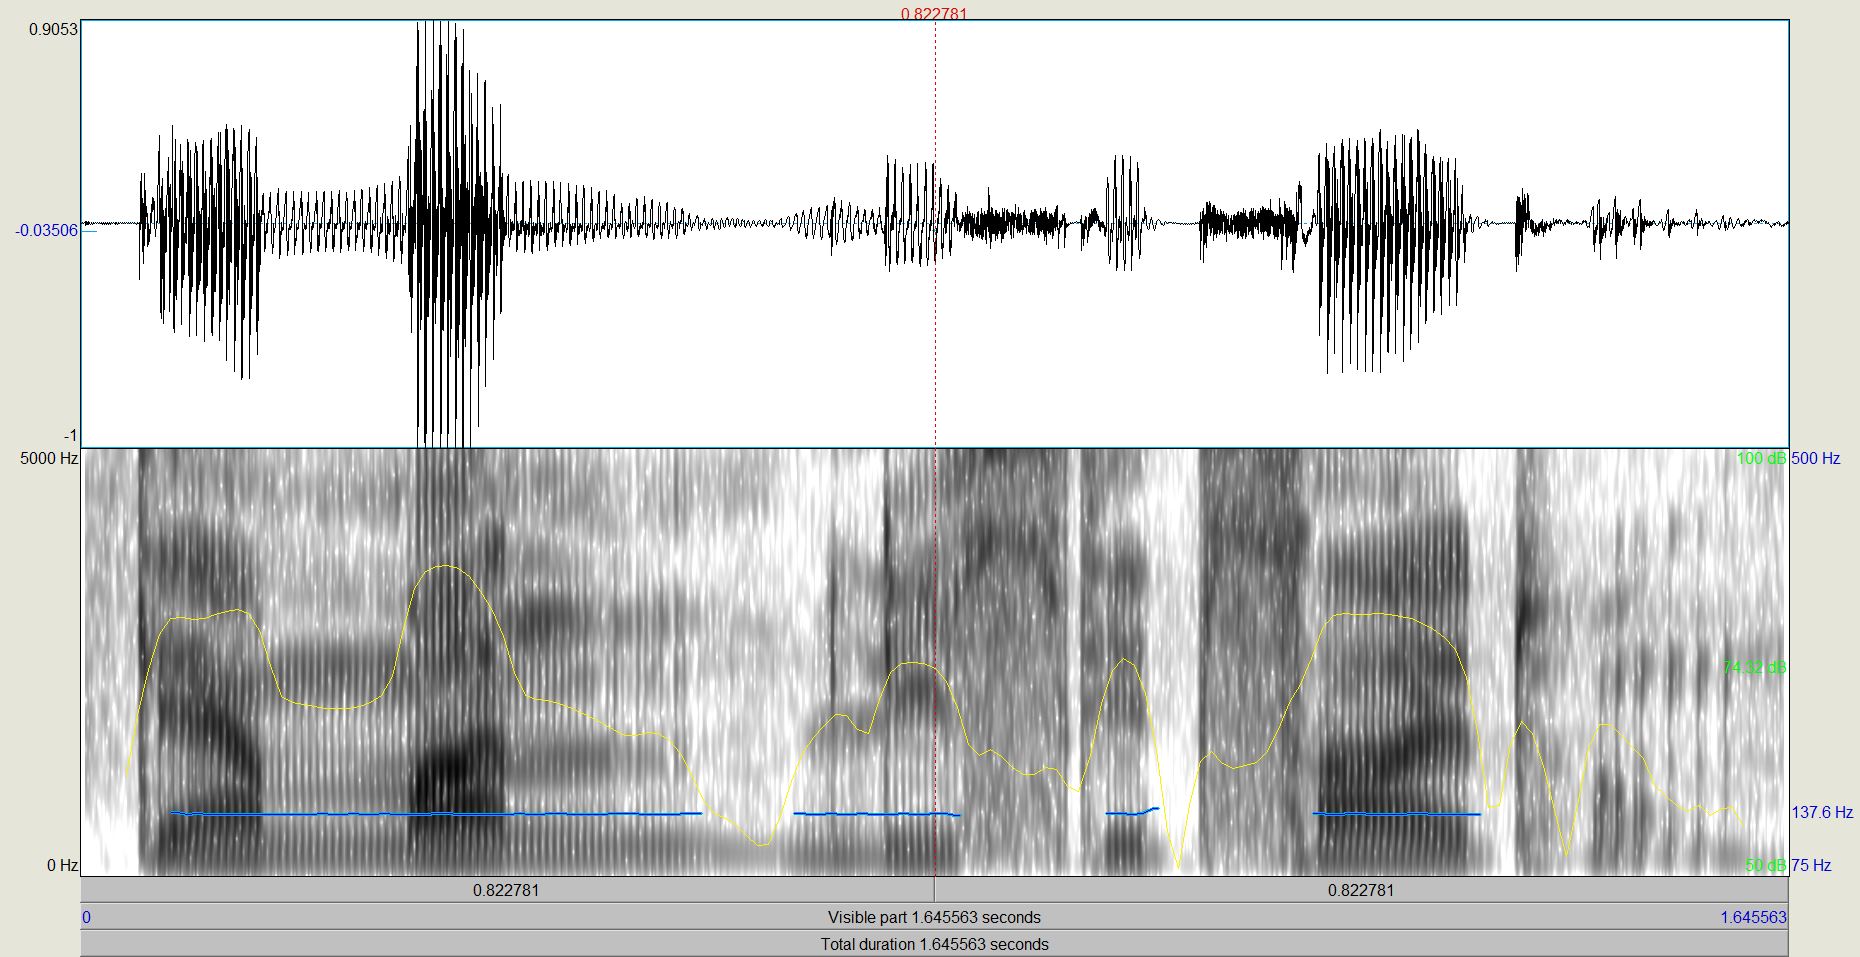 0.822781
0.9053
-0.03506
-1
5000 Hz
100 dB
500 Hz
74.32 dB
137.6 Hz
0 Hz
50 dB
75 Hz
0.822781
0.822781
0
Visible part 1.645563 seconds
1.645563
Total duration 1.645563 seconds